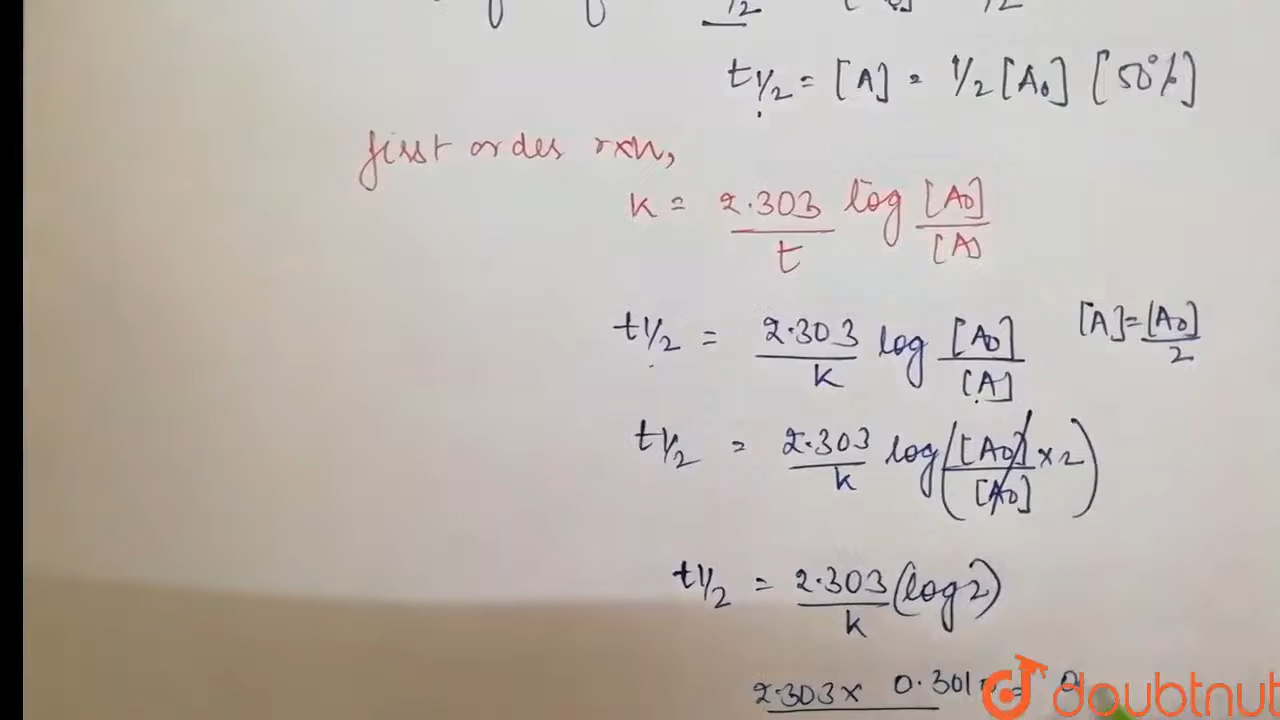 t1/2 = [A] = 1/2 [A0] [50%]
first order rxn,
k = 2.303/t log [A0]/[A]
t1/2 = 2.303/k log [A0]/[A] [A]=[A0]/2
t1/2 = 2.303/k log([A0]/[A0] × 2)
t1/2 = 2.303/k (log 2)
2.303 × 0.301 =
doubtnut